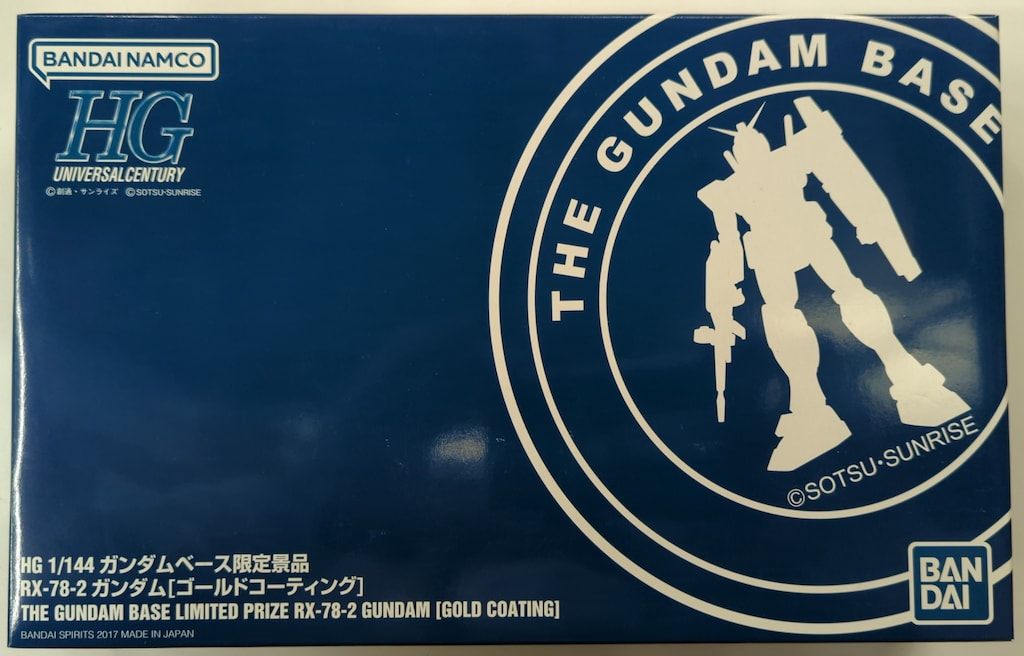 BANDAI NAMCO
HG
UNIVERSAL CENTURY
©創通・サンライズ ©SOTSU･SUNRISE
THE GUNDAM BASE
©SOTSU･SUNRISE
HG 1/144 ガンダムベース限定景品
RX-78-2 ガンダム[ゴールドコーティング]
THE GUNDAM BASE LIMITED PRIZE RX-78-2 GUNDAM [GOLD COATING]
BANDAI SPIRITS 2017 MADE IN JAPAN
BAN
DAI